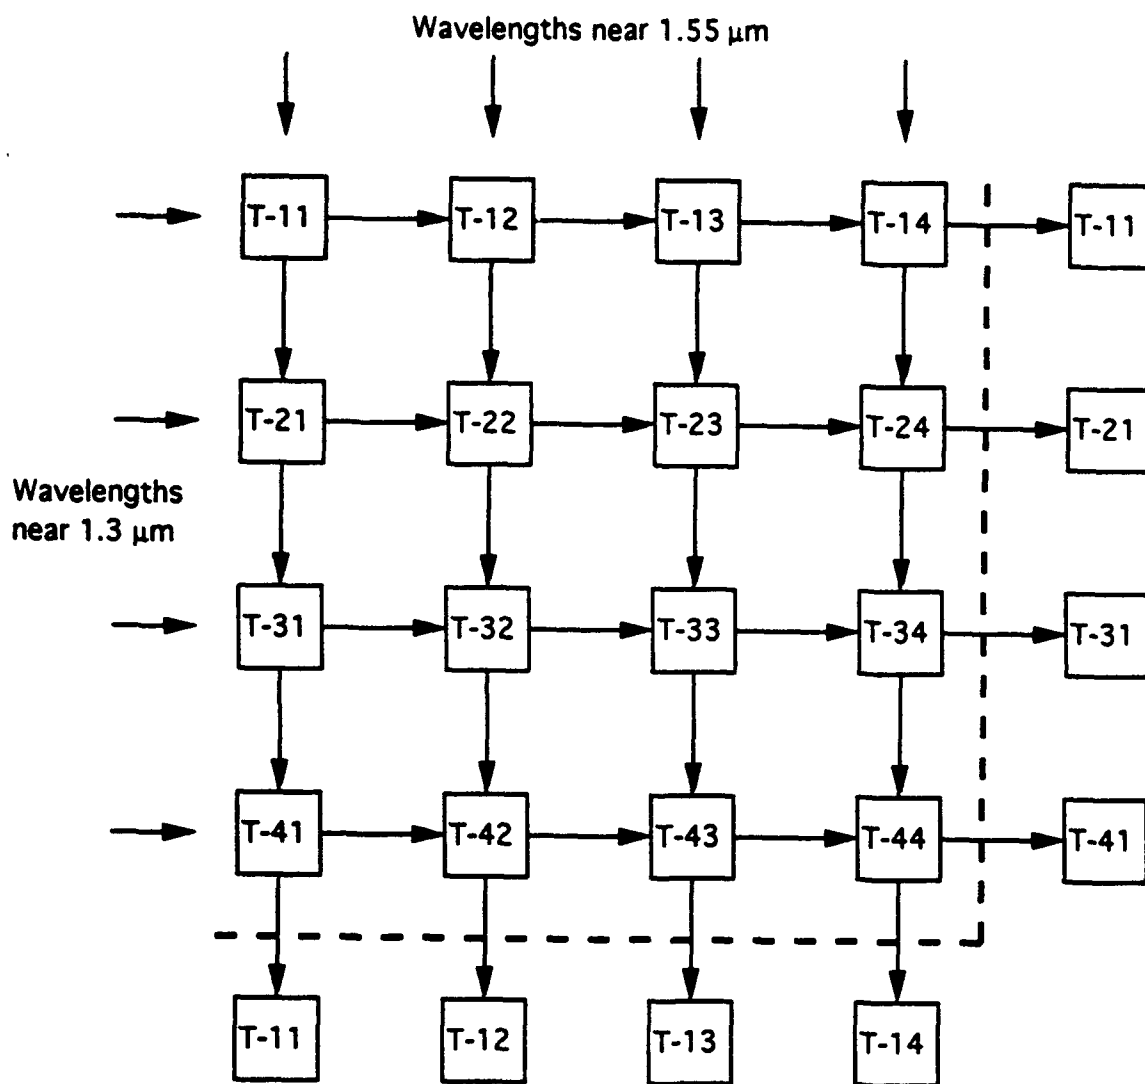 Wavelengths near 1.55 μm
T-11
T-12
T-13
T-14
T-11
T-21
T-22
T-23
T-24
T-21
Wavelengths
near 1.3 μm
T-31
T-32
T-33
T-34
T-31
T-41
T-42
T-43
T-44
T-41
T-11
T-12
T-13
T-14